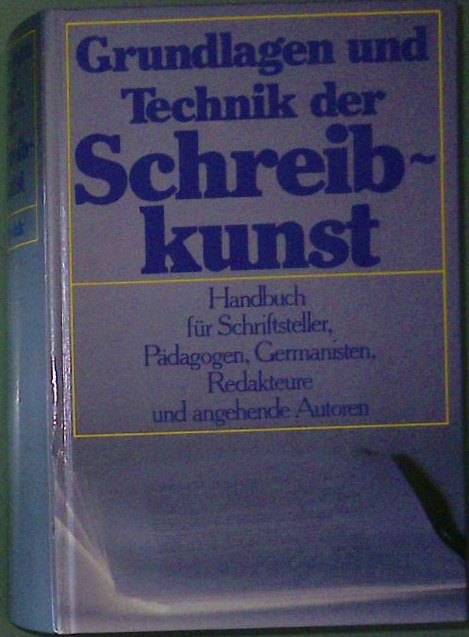 Grundlagen und
Technik der
Schreib-
kunst
Handbuch
für Schriftsteller,
Pädagogen, Germanisten,
Redakteure
und angehende Autoren